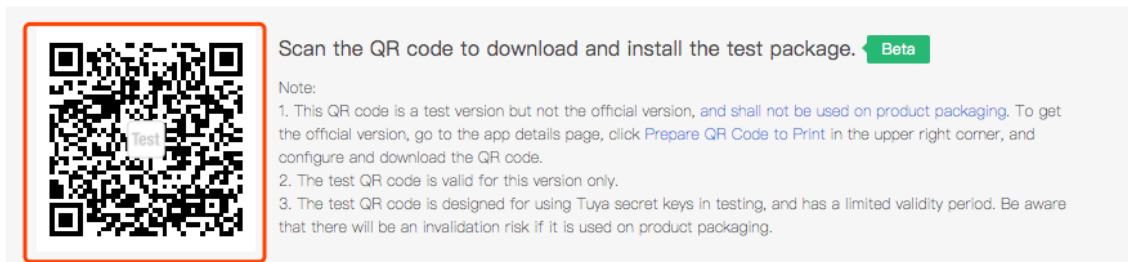 Scan the QR code to download and install the test package. Beta
Note:
1. This QR code is a test version but not the official version, and shall not be used on product packaging. To get
the official version, go to the app details page, click Prepare QR Code to Print in the upper right corner, and
configure and download the QR code.
2. The test QR code is valid for this version only.
3. The test QR code is designed for using Tuya secret keys in testing, and has a limited validity period. Be aware
that there will be an invalidation risk if it is used on product packaging.
Test